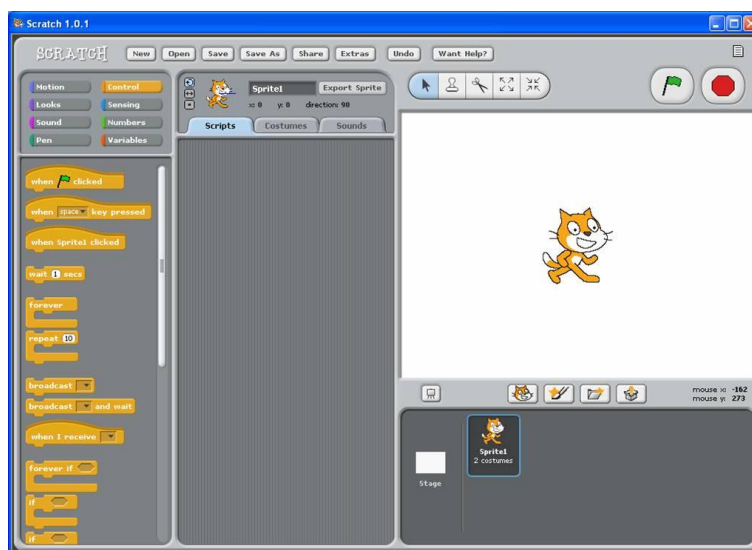 Scratch 1.0.1
SCRATCH New Open Save Save As Share Extras Undo Want Help?
Motion Control
Looks Sensing
Sound Numbers
Pen Variables
Sprite1 Export Sprite
x: 0 y: 0 direction: 90
Scripts Costumes Sounds
when clicked
when space key pressed
when Sprite1 clicked
wait 1 secs
forever
repeat 10
broadcast
broadcast and wait
when I receive
forever if
if
if
mouse x: -162
mouse y: 273
Sprite1
2 costumes
Stage